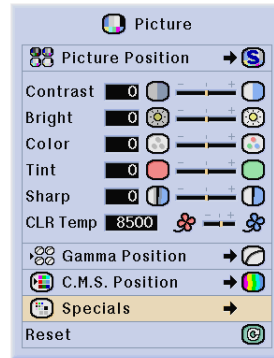 Picture
Picture Position S
Contrast 0 - +
Bright 0 - +
Color 0 - +
Tint 0 - +
Sharp 0 - +
CLR Temp 8500 - +
Gamma Position
C.M.S. Position
Specials
Reset